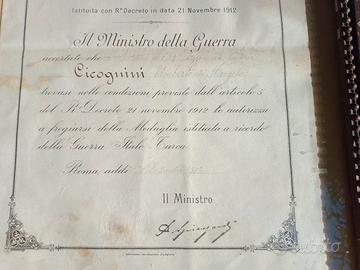 Istituita con R.º Decreto in data 21 Novembre 1912
Il Ministro della Guerra
accertato che
Cicognini
trovasi nelle condizioni previste dall'articolo 5
del R.º Decreto 21 novembre 1912 lo autorizza
a fregiarsi della Medaglia istituita a ricordo
della Guerra Italo Turca.
Roma, addì
Il Ministro
subito